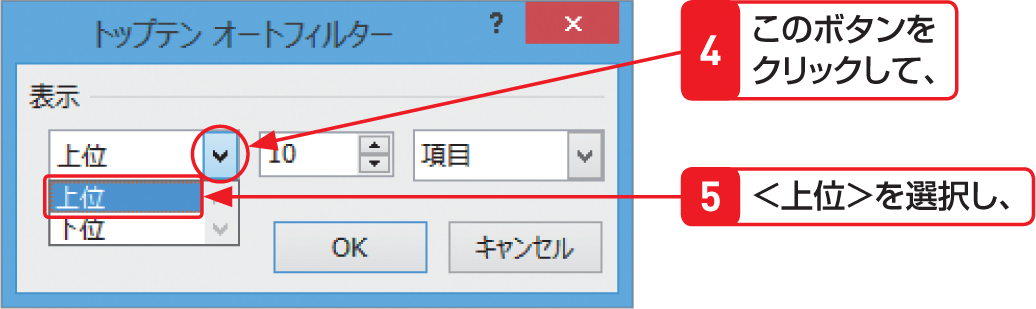 トップテン オートフィルター
?
×
4
このボタンを
クリックして、
表示
上位
10
項目
上位
下位
5
<上位>を選択し、
OK
キャンセル